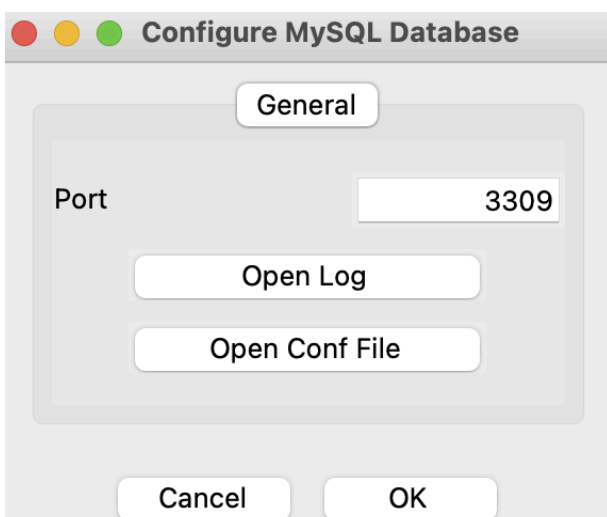 Configure MySQL Database
General
Port 3309
Open Log
Open Conf File
Cancel OK